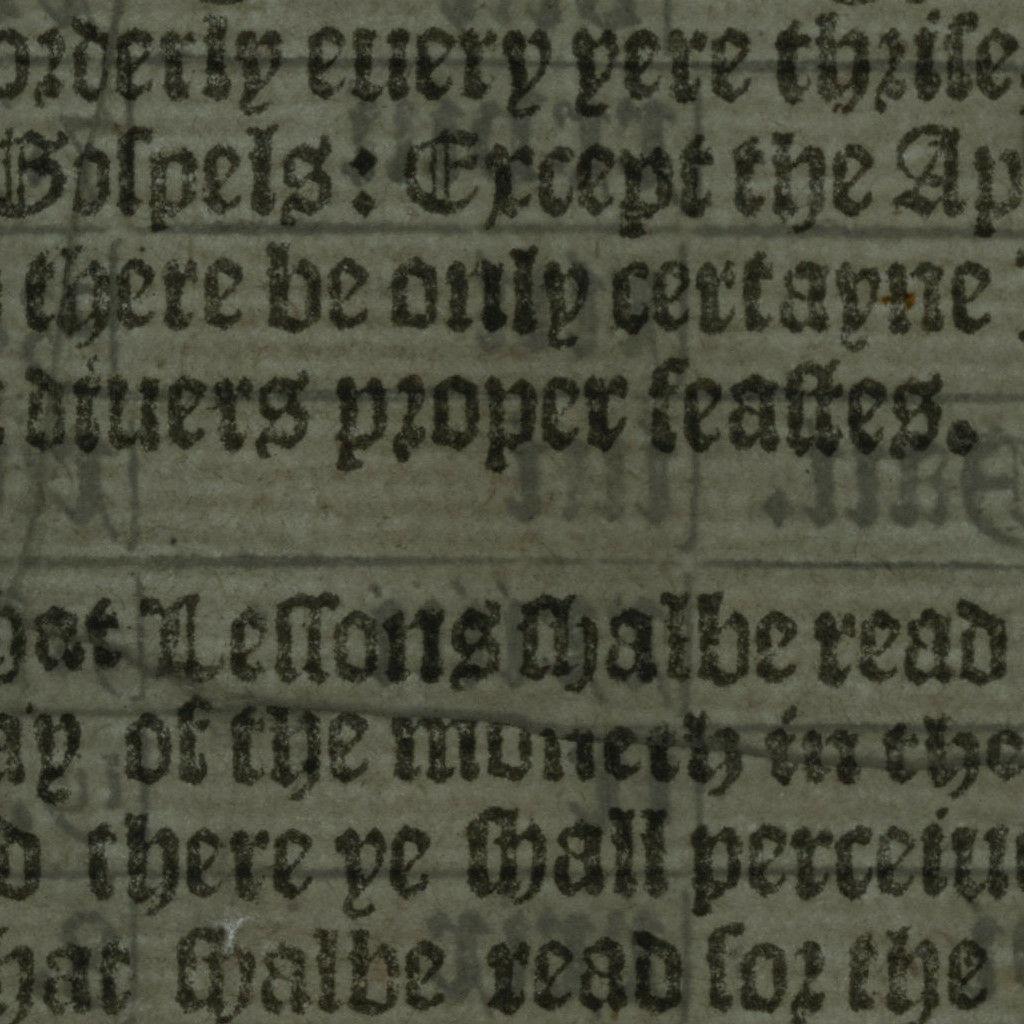 orderly euery yere thrise,
Gospels: Except the Ap
there be only certayne
diuers proper feastes.
hat Lessons shalbe read
ay of the moneth in the
d there ye shall perceiu
hat shalbe read for the